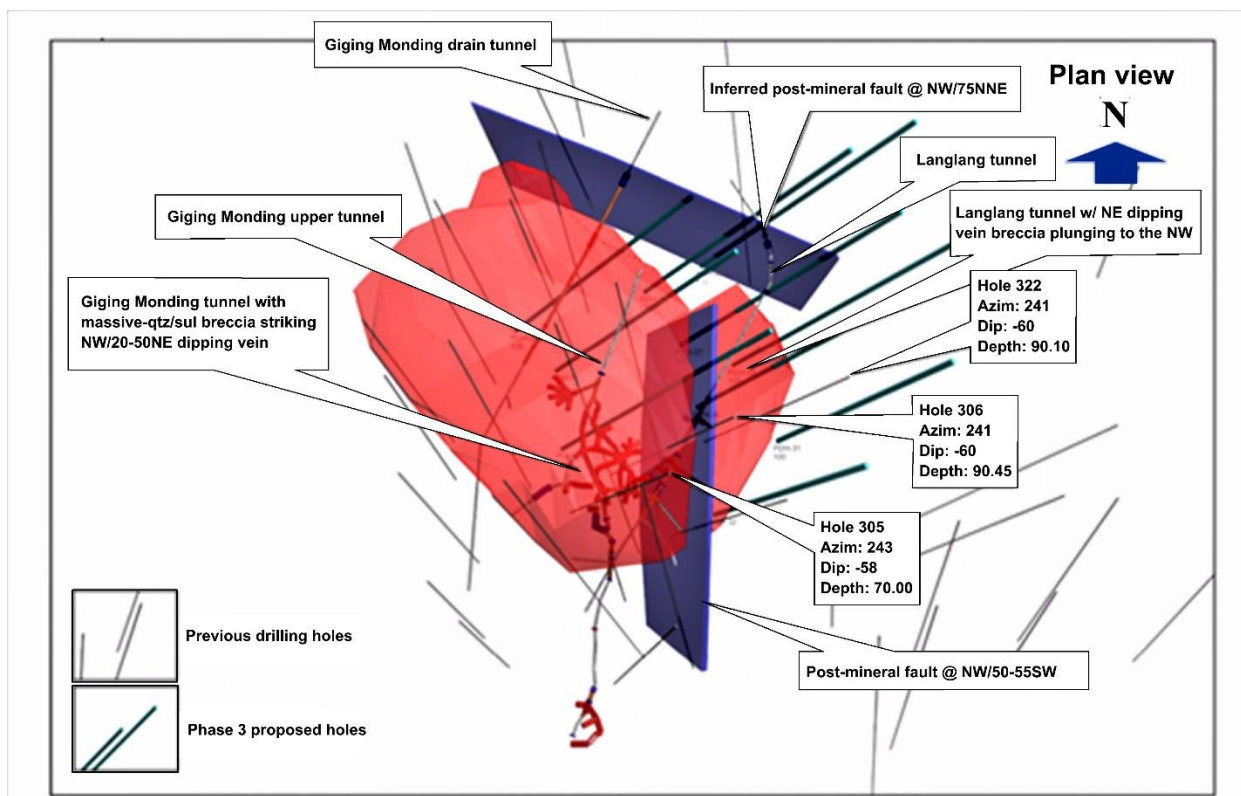 Giging Monding drain tunnel
Inferred post-mineral fault @ NW/75NNE
Plan view
N
Langlang tunnel
Giging Monding upper tunnel
Langlang tunnel w/ NE dipping
vein breccia plunging to the NW
Giging Monding tunnel with
massive-qtz/sul breccia striking
NW/20-50NE dipping vein
Hole 322
Azim: 241
Dip: -60
Depth: 90.10
Hole 306
Azim: 241
Dip: -60
Depth: 90.45
Hole 305
Azim: 243
Dip: -58
Depth: 70.00
Previous drilling holes
Post-mineral fault @ NW/50-55SW
Phase 3 proposed holes